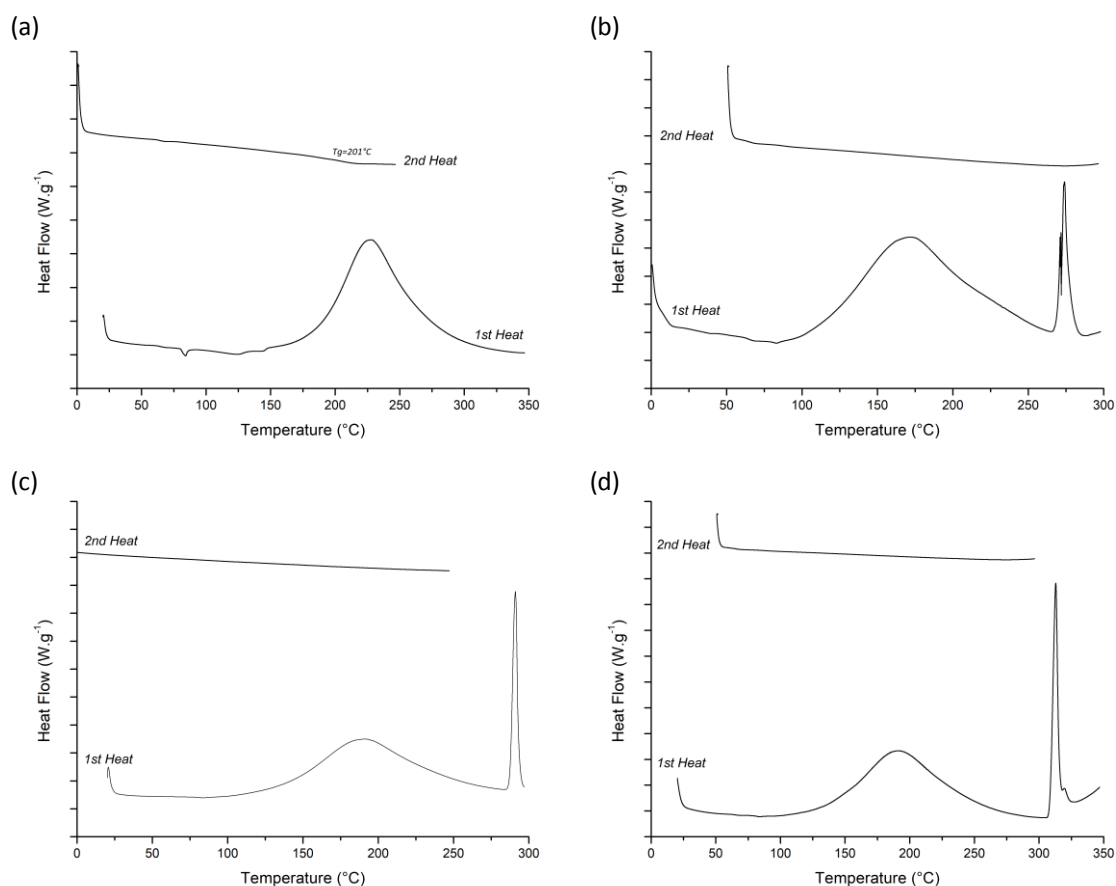 (a)
Heat Flow (W.g-1)
Tg=201°C
2nd Heat
1st Heat
0 50 100 150 200 250 300 350
Temperature (°C)
(b)
Heat Flow (W.g-1)
2nd Heat
1st Heat
0 50 100 150 200 250 300
Temperature (°C)
(c)
Heat Flow (W.g-1)
2nd Heat
1st Heat
0 50 100 150 200 250 300
Temperature (°C)
(d)
Heat Flow (W.g-1)
2nd Heat
1st Heat
0 50 100 150 200 250 300 350
Temperature (°C)